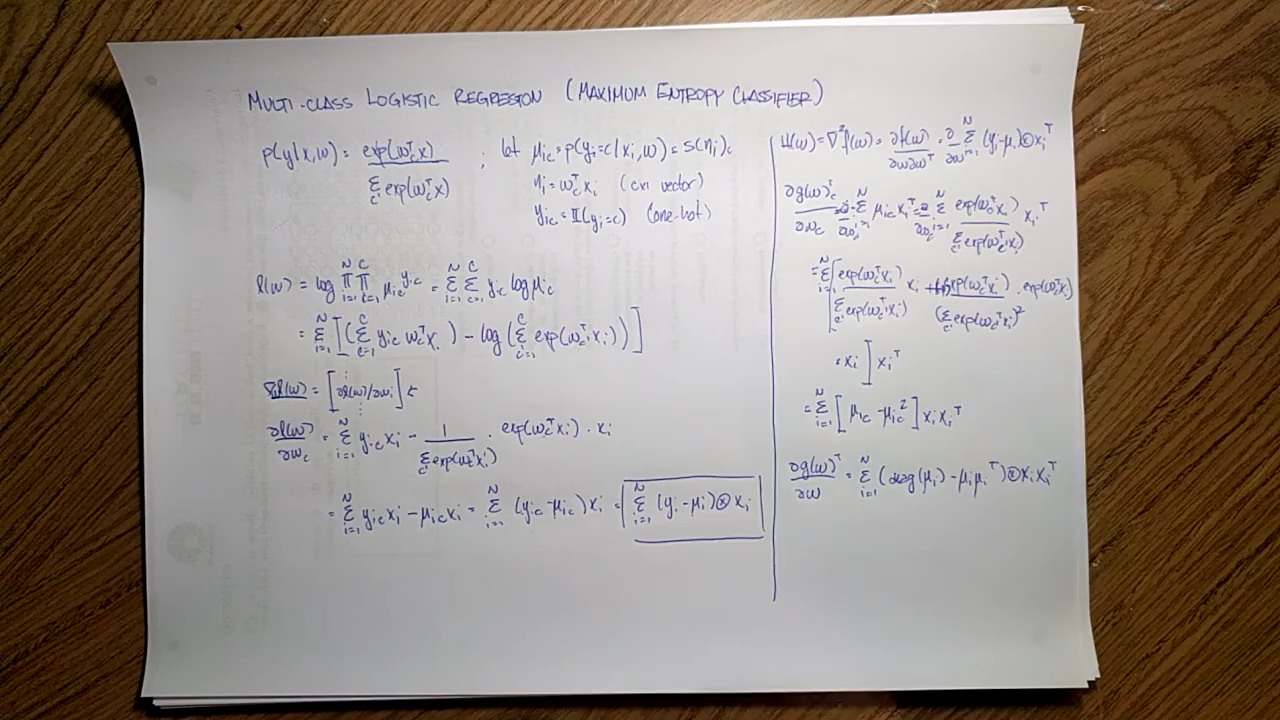 MULTI-CLASS LOGISTIC REGRESSION (MAXIMUM ENTROPY CLASSIFIER)
p(y|x,w) = exp(w_c^T x) / Σ_c' exp(w_c'^T x) ; let μ_ic = p(y_i=c|x_i,w) = S(η_i)_c
η_i = w_c^T x_i (cx1 vector)
y_ic = 𝕀(y_i=c) (one-hot)
l(w) = log Π_{i=1}^N Π_{c=1}^C μ_ic^{y_ic} = Σ_{i=1}^N Σ_{c=1}^C y_ic log μ_ic
= Σ_{i=1}^N [(Σ_{c=1}^C y_ic w_c^T x_i) - log(Σ_{c'=1}^C exp(w_c'^T x_i))]
∇l(w) = [∂l(w)/∂w_i]
∂l(w)/∂w_c = Σ_{i=1}^N y_ic x_i - 1/(Σ_c' exp(w_c'^T x_i)) · exp(w_c^T x_i) · x_i
= Σ_{i=1}^N y_ic x_i - μ_ic x_i = Σ_{i=1}^N (y_ic - μ_ic) x_i = Σ_{i=1}^N (y_i - μ_i) ⊗ x_i
H(w) = ∇² l(w) = ∂l(w)/∂w∂w^T = ∂/∂w Σ_{i=1}^N (y_i - μ_i) ⊗ x_i^T
∂g(w)_c^T/∂w_c = ∂/∂w_c Σ_{i=1}^N μ_ic x_i^T = ∂/∂w_c Σ_{i=1}^N exp(w_c^T x_i) / Σ_c' exp(w_c'^T x_i) x_i^T
= Σ_{i=1}^N [exp(w_c^T x_i) / Σ_c' exp(w_c'^T x_i) x_i + exp(w_c^T x_i) / (Σ_c' exp(w_c'^T x_i))² · exp(w_c^T x_i)
· x_i] x_i^T
= Σ_{i=1}^N [μ_ic - μ_ic²] x_i x_i^T
∂g(w)^T/∂w = Σ_{i=1}^N (diag(μ_i) - μ_i μ_i^T) ⊗ x_i x_i^T